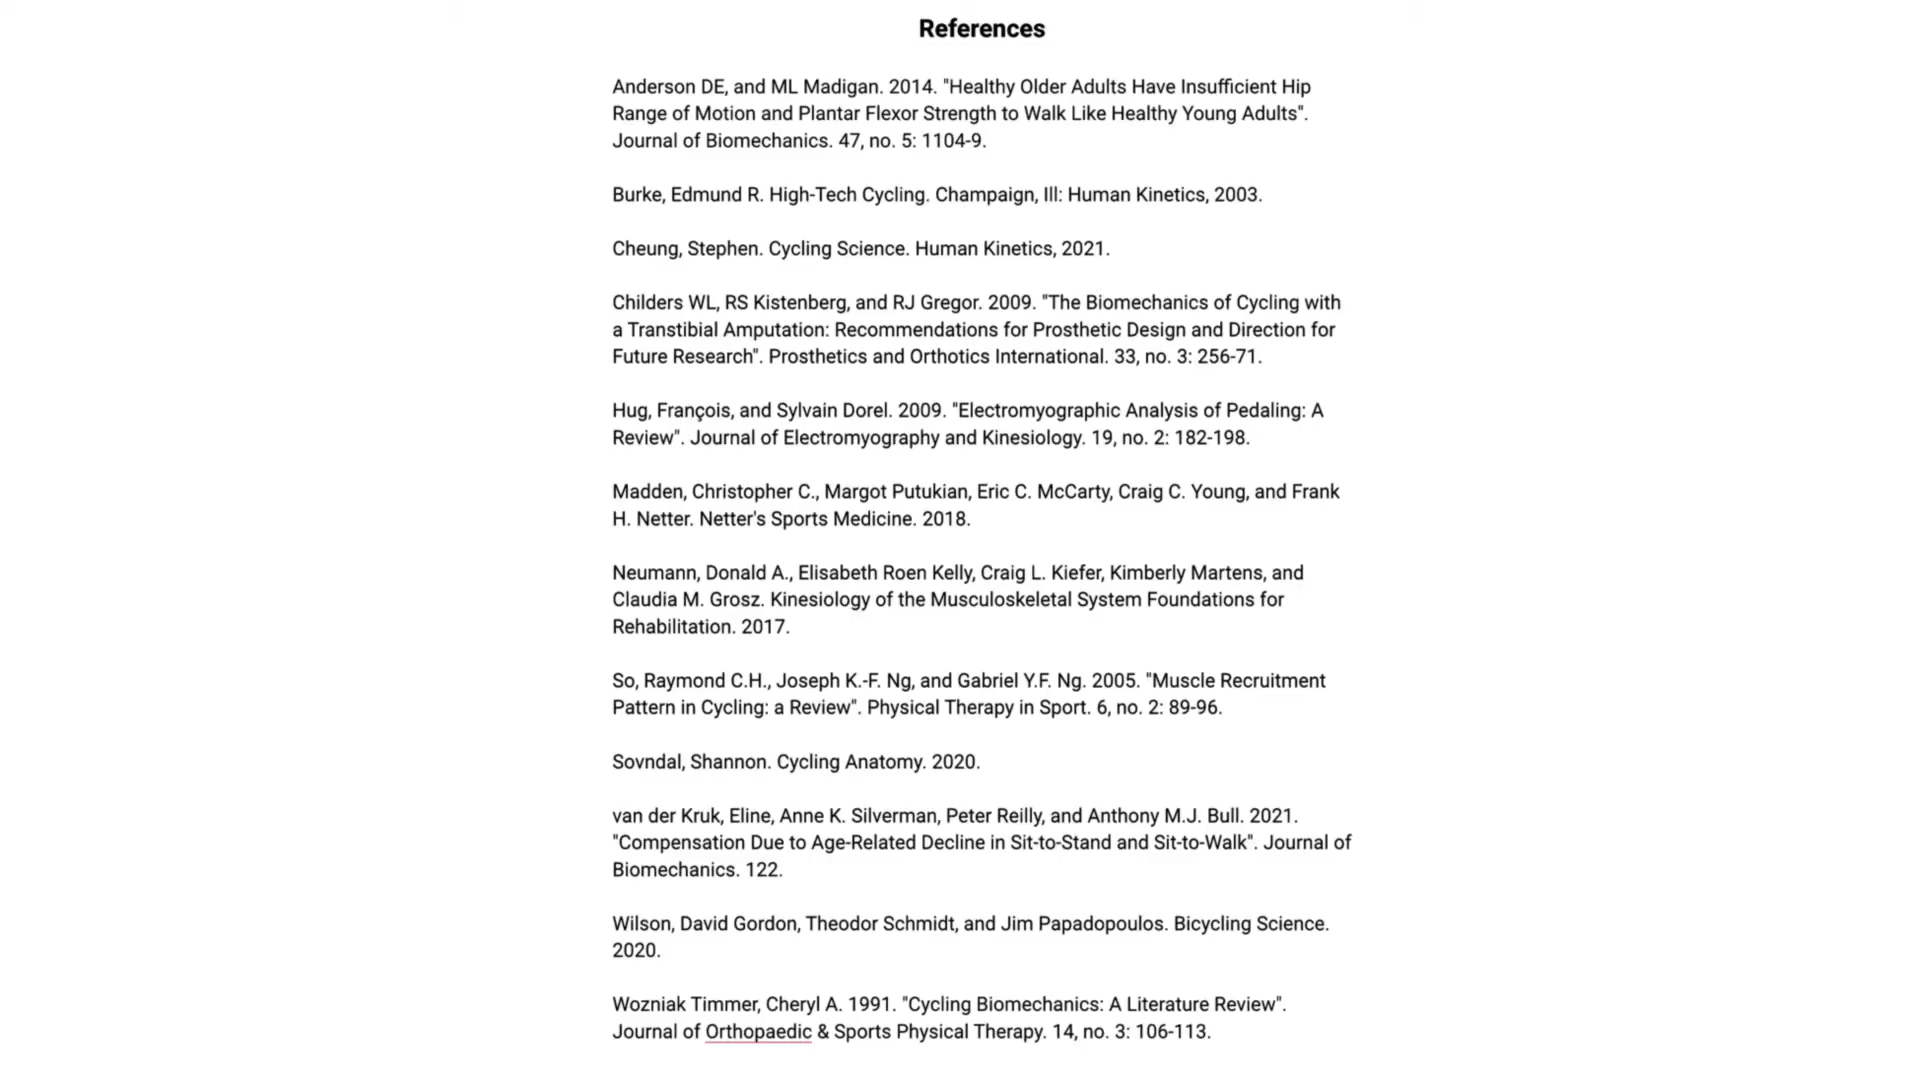 References
Anderson DE, and ML Madigan. 2014. "Healthy Older Adults Have Insufficient Hip
Range of Motion and Plantar Flexor Strength to Walk Like Healthy Young Adults".
Journal of Biomechanics. 47, no. 5: 1104-9.
Burke, Edmund R. High-Tech Cycling. Champaign, Ill: Human Kinetics, 2003.
Cheung, Stephen. Cycling Science. Human Kinetics, 2021.
Childers WL, RS Kistenberg, and RJ Gregor. 2009. "The Biomechanics of Cycling with
a Transtibial Amputation: Recommendations for Prosthetic Design and Direction for
Future Research". Prosthetics and Orthotics International. 33, no. 3: 256-71.
Hug, François, and Sylvain Dorel. 2009. "Electromyographic Analysis of Pedaling: A
Review". Journal of Electromyography and Kinesiology. 19, no. 2: 182-198.
Madden, Christopher C., Margot Putukian, Eric C. McCarty, Craig C. Young, and Frank
H. Netter. Netter's Sports Medicine. 2018.
Neumann, Donald A., Elisabeth Roen Kelly, Craig L. Kiefer, Kimberly Martens, and
Claudia M. Grosz. Kinesiology of the Musculoskeletal System Foundations for
Rehabilitation. 2017.
So, Raymond C.H., Joseph K.-F. Ng, and Gabriel Y.F. Ng. 2005. "Muscle Recruitment
Pattern in Cycling: a Review". Physical Therapy in Sport. 6, no. 2: 89-96.
Sovndal, Shannon. Cycling Anatomy. 2020.
van der Kruk, Eline, Anne K. Silverman, Peter Reilly, and Anthony M.J. Bull. 2021.
"Compensation Due to Age-Related Decline in Sit-to-Stand and Sit-to-Walk". Journal of
Biomechanics. 122.
Wilson, David Gordon, Theodor Schmidt, and Jim Papadopoulos. Bicycling Science.
2020.
Wozniak Timmer, Cheryl A. 1991. "Cycling Biomechanics: A Literature Review".
Journal of Orthopaedic & Sports Physical Therapy. 14, no. 3: 106-113.